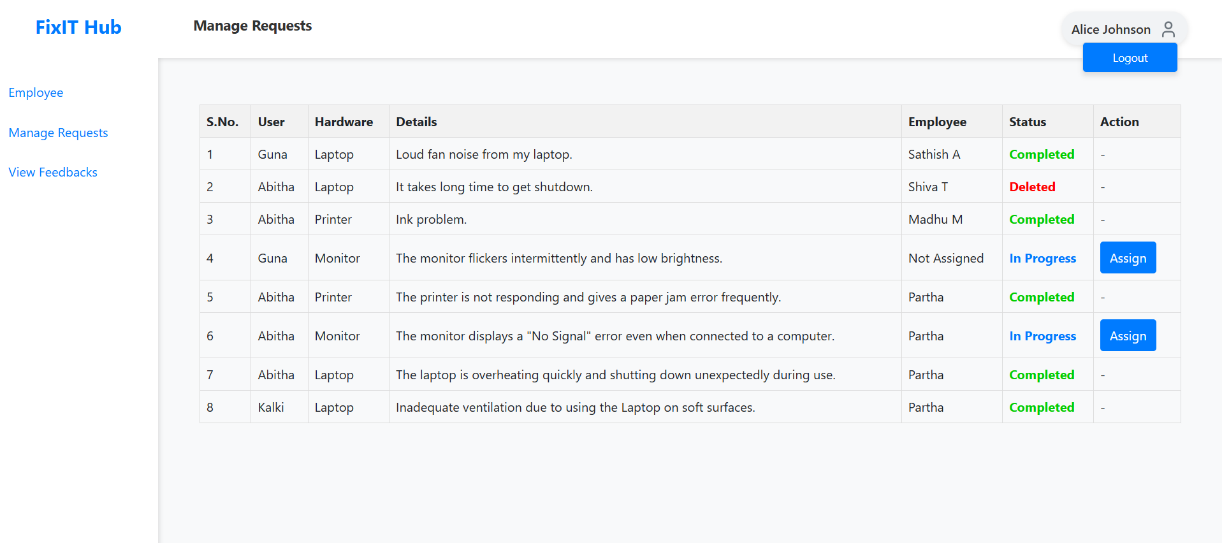 FixIT Hub
Manage Requests
Alice Johnson
Logout
Employee
Manage Requests
View Feedbacks
S.No. User Hardware Details Employee Status Action
1 Guna Laptop Loud fan noise from my laptop. Sathish A Completed -
2 Abitha Laptop It takes long time to get shutdown. Shiva T Deleted -
3 Abitha Printer Ink problem. Madhu M Completed -
4 Guna Monitor The monitor flickers intermittently and has low brightness. Not Assigned In Progress Assign
5 Abitha Printer The printer is not responding and gives a paper jam error frequently. Partha Completed -
6 Abitha Monitor The monitor displays a "No Signal" error even when connected to a computer. Partha In Progress Assign
7 Abitha Laptop The laptop is overheating quickly and shutting down unexpectedly during use. Partha Completed -
8 Kalki Laptop Inadequate ventilation due to using the Laptop on soft surfaces. Partha Completed -